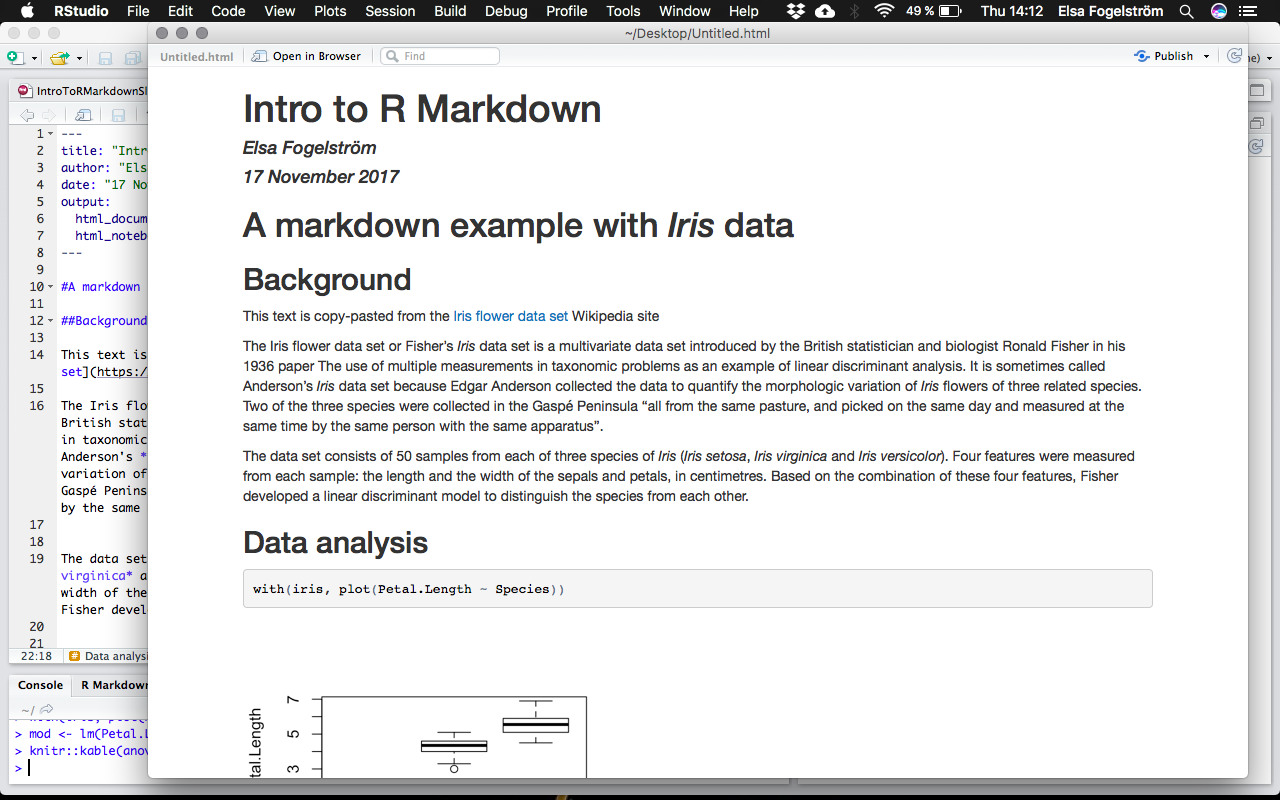 RStudio File Edit Code View Plots Session Build Debug Profile Tools Window Help 49 % Thu 14:12 Elsa Fogelström
~/Desktop/Untitled.html
Untitled.html Open in Browser Find Publish
Intro to R Markdown
Elsa Fogelström
17 November 2017
A markdown example with Iris data
Background
This text is copy-pasted from the Iris flower data set Wikipedia site
The Iris flower data set or Fisher's Iris data set is a multivariate data set introduced by the British statistician and biologist Ronald Fisher in his
1936 paper The use of multiple measurements in taxonomic problems as an example of linear discriminant analysis. It is sometimes called
Anderson's Iris data set because Edgar Anderson collected the data to quantify the morphologic variation of Iris flowers of three related species.
Two of the three species were collected in the Gaspé Peninsula “all from the same pasture, and picked on the same day and measured at the
same time by the same person with the same apparatus”.
The data set consists of 50 samples from each of three species of Iris (Iris setosa, Iris virginica and Iris versicolor). Four features were measured
from each sample: the length and the width of the sepals and petals, in centimetres. Based on the combination of these four features, Fisher
developed a linear discriminant model to distinguish the species from each other.
Data analysis
with(iris, plot(Petal.Length ~ Species))
7
5
3
tal.Length
IntroToRMarkdownSl
1 ---
2 title: "Intr
3 author: "Els
4 date: "17 No
5 output:
6 html_docum
7 html_noteb
8 ---
9
10 #A markdown
11
12 ##Background
13
14 This text is
set](https:/
15
16 The Iris flo
British stat
in taxonomic
Anderson's *
variation of
Gaspé Penins
by the same
17
18
19 The data set
virginica* a
width of the
Fisher devel
20
21
22:18 # Data analysi
Console R Markdown
~/
> mod <- lm(Petal.L
> knitr::kable(anov
>
ne)